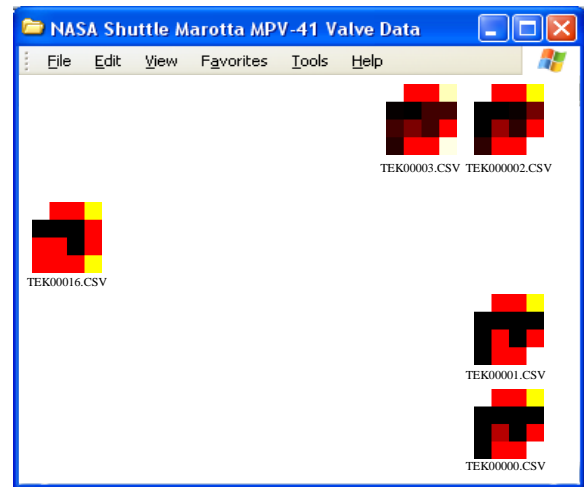 NASA Shuttle Marotta MPV-41 Valve Data
File Edit View Favorites Tools Help
TEK00003.CSV TEK000002.CSV
TEK00016.CSV
TEK00001.CSV
TEK00000.CSV